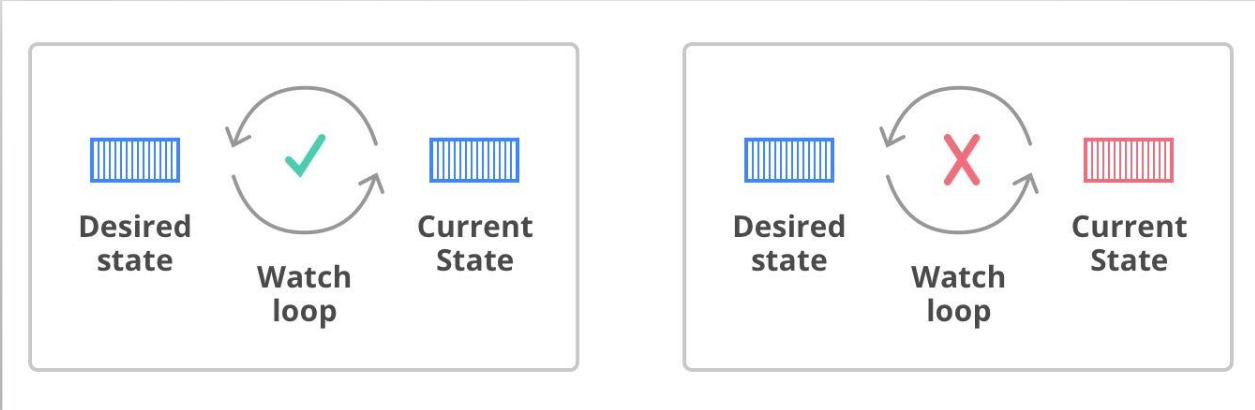 Desired
state
Watch
loop
Current
State
Desired
state
Watch
loop
Current
State